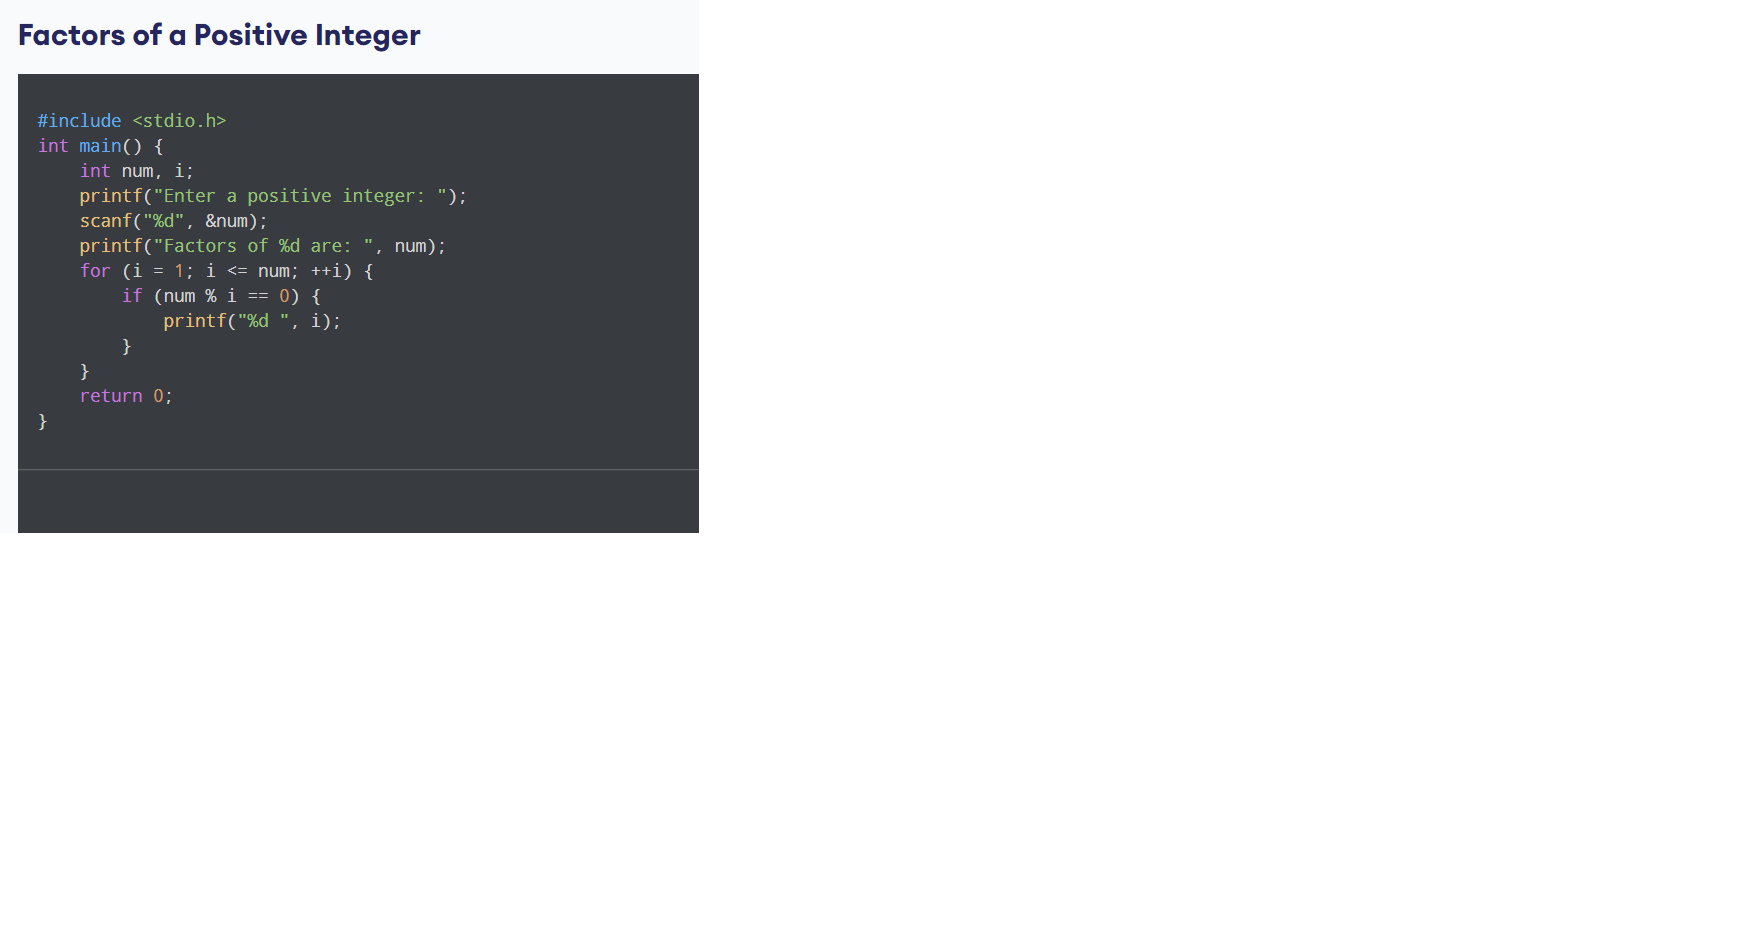 Factors of a Positive Integer
#include <stdio.h>
int main() {
    int num, i;
    printf("Enter a positive integer: ");
    scanf("%d", &num);
    printf("Factors of %d are: ", num);
    for (i = 1; i <= num; ++i) {
        if (num % i == 0) {
            printf("%d ", i);
        }
    }
    return 0;
}